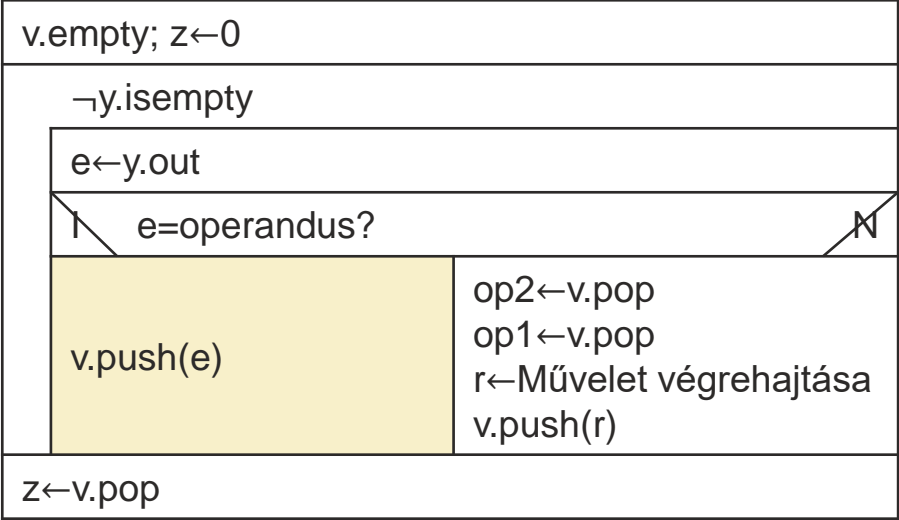 v.empty; z←0
¬y.isempty
e←y.out
I e=operandus? N
v.push(e)
op2←v.pop
op1←v.pop
r←Művelet végrehajtása
v.push(r)
z←v.pop